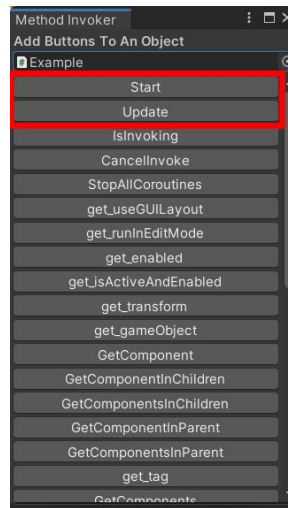 Method Invoker
Add Buttons To An Object
Example
Start
Update
IsInvoking
CancelInvoke
StopAllCoroutines
get_useGUILayout
get_runInEditMode
get_enabled
get_isActiveAndEnabled
get_transform
get_gameObject
GetComponent
GetComponentInChildren
GetComponentsInChildren
GetComponentInParent
GetComponentsInParent
get_tag
GetComponents